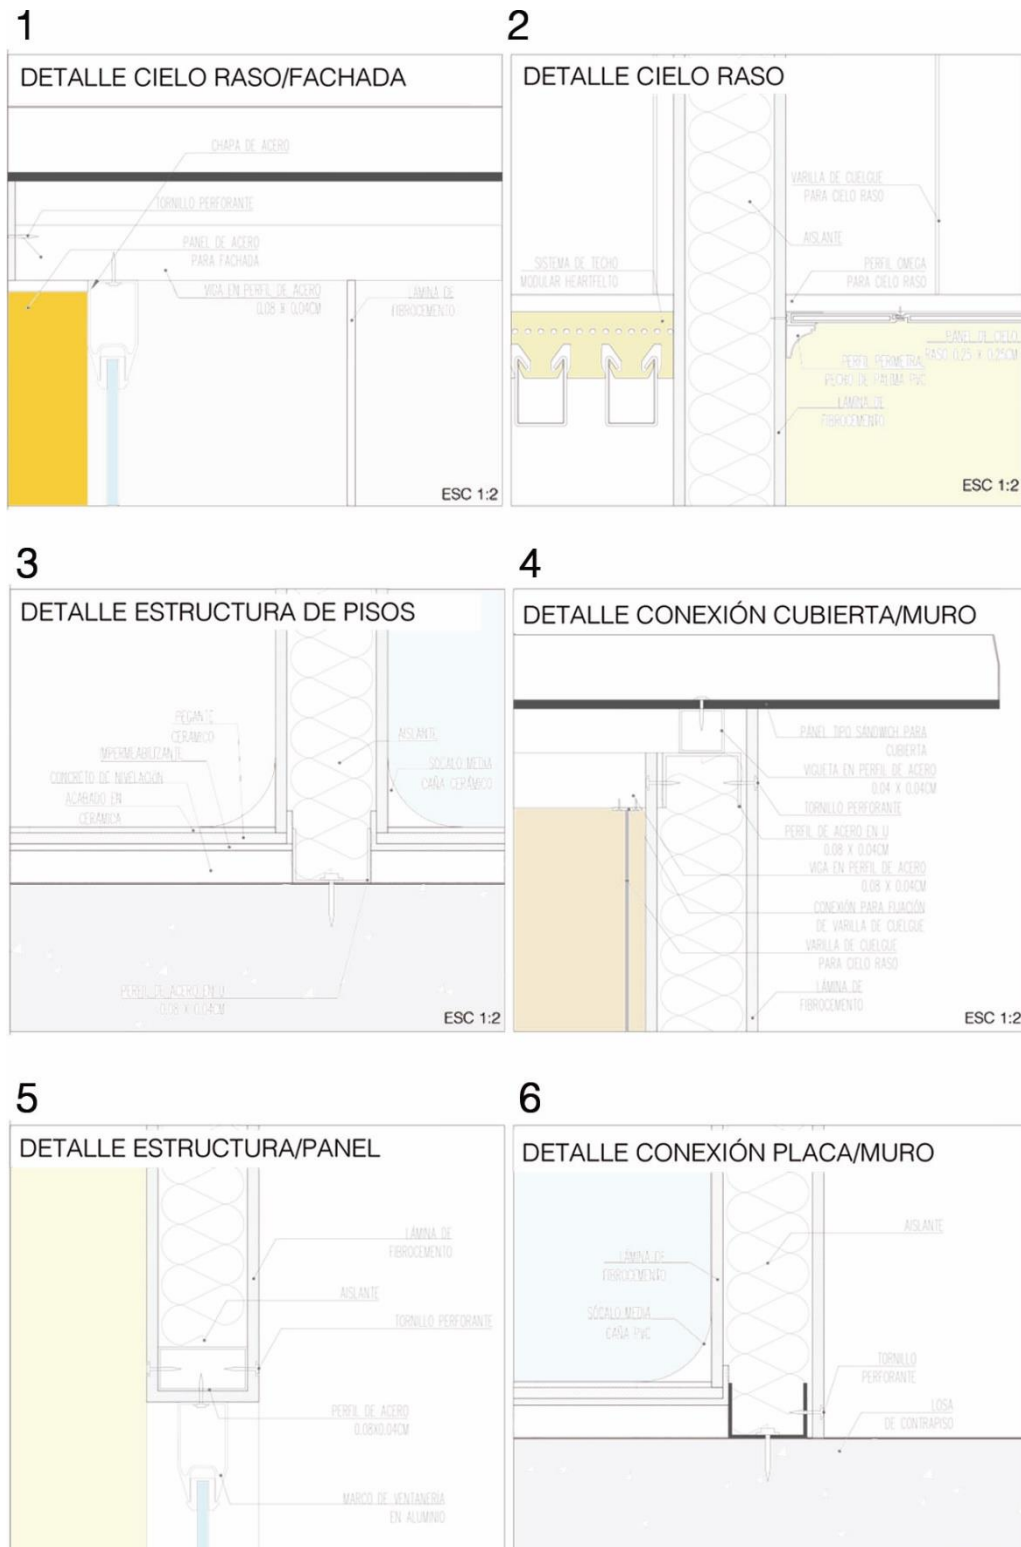 1
DETALLE CIELO RASO/FACHADA
CHAPA DE ACERO
TORNILLO PERFORANTE
PANEL DE ACERO
PARA FACHADA
VIGA EN PERFIL DE ACERO
0.08 X 0.04CM
LÁMINA DE
FIBROCEMENTO
ESC 1:2
2
DETALLE CIELO RASO
VARILLA DE CUELGUE
PARA CIELO RASO
AISLANTE
SISTEMA DE TECHO
MODULAR HEARTFELTO
PERFIL OMEGA
PARA CIELO RASO
PANEL DE CIELO
RASO 0.25 X 0.25CM
PERFIL PERIMETRAL
PECHO DE PALOMA PVC
LÁMINA DE
FIBROCEMENTO
ESC 1:2
3
DETALLE ESTRUCTURA DE PISOS
PEGANTE
CERÁMICO
IMPERMEABILIZANTE
CONCRETO DE NIVELACIÓN
ACABADO EN
CERÁMICA
AISLANTE
SÓCALO MEDIA
CAÑA CERÁMICO
PERFIL DE ACERO EN U
0.08 X 0.04CM
ESC 1:2
4
DETALLE CONEXIÓN CUBIERTA/MURO
PANEL TIPO SÁNDWICH PARA
CUBIERTA
VIGUETA EN PERFIL DE ACERO
0.04 X 0.04CM
TORNILLO PERFORANTE
PERFIL DE ACERO EN U
0.08 X 0.04CM
VIGA EN PERFIL DE ACERO
0.08 X 0.04CM
CONEXIÓN PARA FIJACIÓN
DE VARILLA DE CUELGUE
VARILLA DE CUELGUE
PARA CIELO RASO
LÁMINA DE
FIBROCEMENTO
ESC 1:2
5
DETALLE ESTRUCTURA/PANEL
LÁMINA DE
FIBROCEMENTO
AISLANTE
TORNILLO PERFORANTE
PERFIL DE ACERO
0.08X0.04CM
MARCO DE VENTANERÍA
EN ALUMINIO
6
DETALLE CONEXIÓN PLACA/MURO
AISLANTE
LÁMINA DE
FIBROCEMENTO
SÓCALO MEDIA
CAÑA PVC
TORNILLO
PERFORANTE
LOSA
DE CONTRAPISO